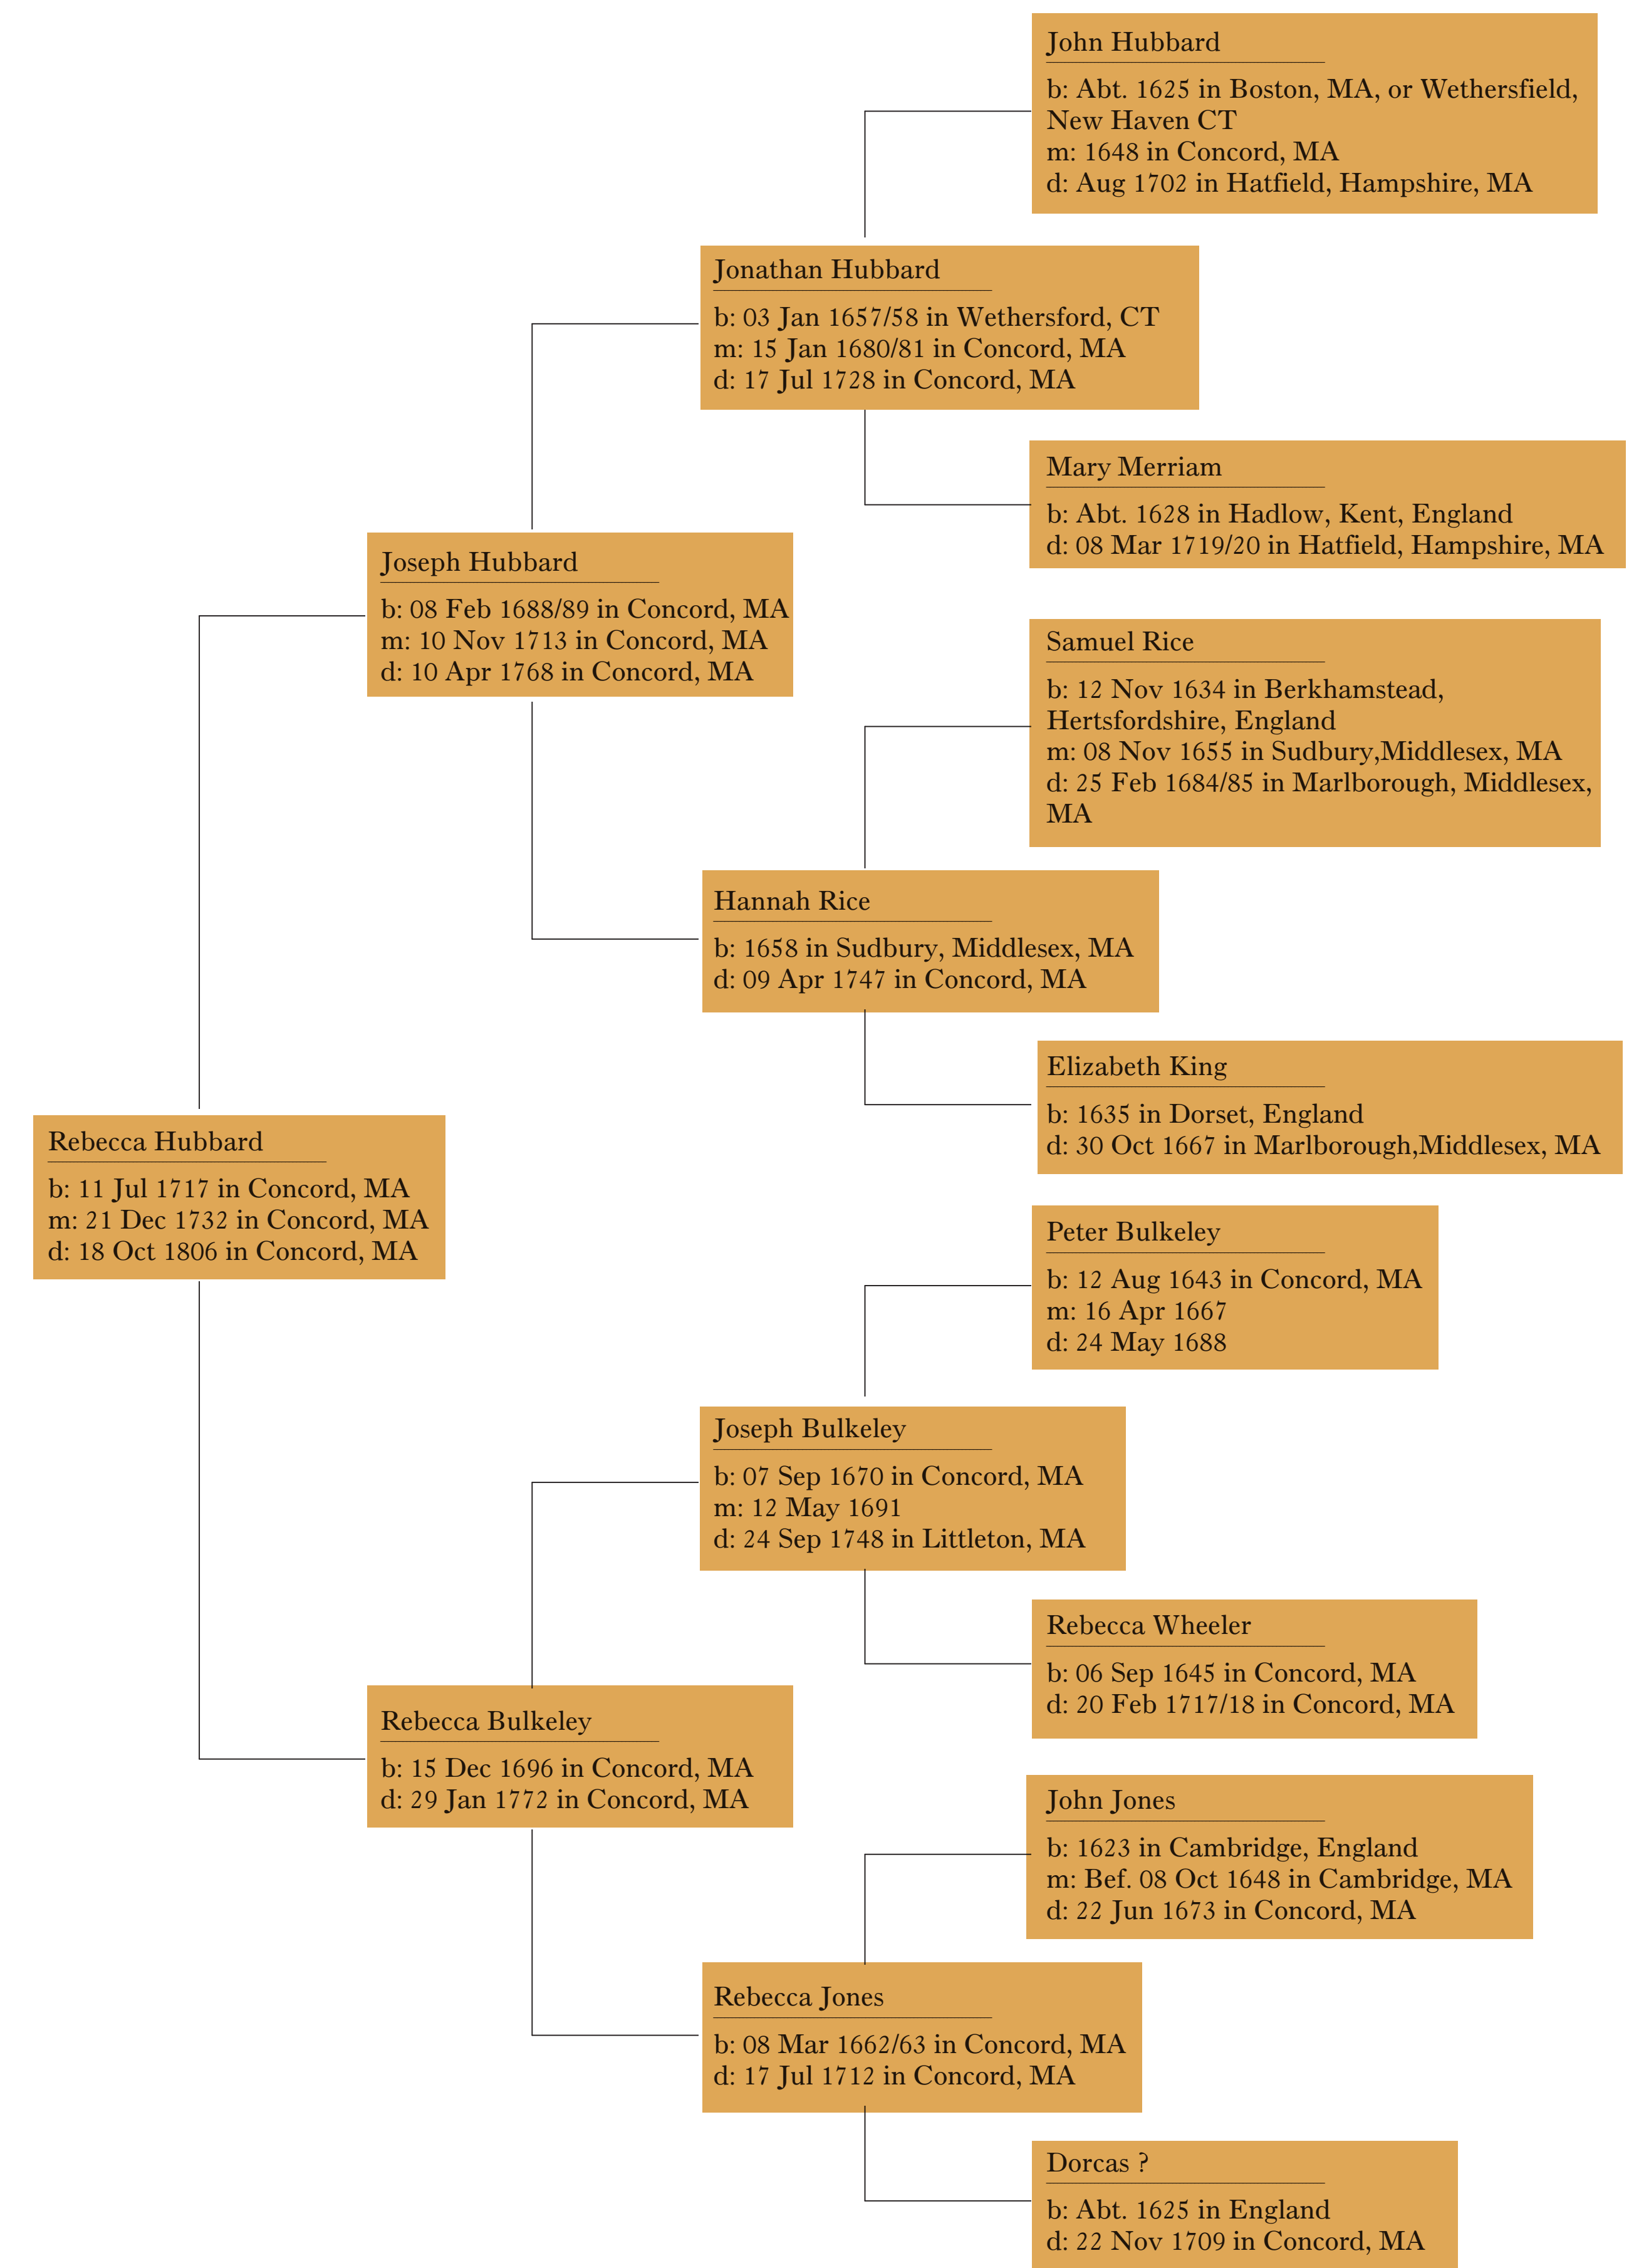 John Hubbard
b: Abt. 1625 in Boston, MA, or Wethersfield,
New Haven CT
m: 1648 in Concord, MA
d: Aug 1702 in Hatfield, Hampshire, MA
Jonathan Hubbard
b: 03 Jan 1657/58 in Wethersford, CT
m: 15 Jan 1680/81 in Concord, MA
d: 17 Jul 1728 in Concord, MA
Mary Merriam
b: Abt. 1628 in Hadlow, Kent, England
d: 08 Mar 1719/20 in Hatfield, Hampshire, MA
Joseph Hubbard
b: 08 Feb 1688/89 in Concord, MA
m: 10 Nov 1713 in Concord, MA
d: 10 Apr 1768 in Concord, MA
Samuel Rice
b: 12 Nov 1634 in Berkhamstead,
Hertsfordshire, England
m: 08 Nov 1655 in Sudbury,Middlesex, MA
d: 25 Feb 1684/85 in Marlborough, Middlesex,
MA
Hannah Rice
b: 1658 in Sudbury, Middlesex, MA
d: 09 Apr 1747 in Concord, MA
Elizabeth King
b: 1635 in Dorset, England
d: 30 Oct 1667 in Marlborough,Middlesex, MA
Rebecca Hubbard
b: 11 Jul 1717 in Concord, MA
m: 21 Dec 1732 in Concord, MA
d: 18 Oct 1806 in Concord, MA
Peter Bulkeley
b: 12 Aug 1643 in Concord, MA
m: 16 Apr 1667
d: 24 May 1688
Joseph Bulkeley
b: 07 Sep 1670 in Concord, MA
m: 12 May 1691
d: 24 Sep 1748 in Littleton, MA
Rebecca Wheeler
b: 06 Sep 1645 in Concord, MA
d: 20 Feb 1717/18 in Concord, MA
Rebecca Bulkeley
b: 15 Dec 1696 in Concord, MA
d: 29 Jan 1772 in Concord, MA
John Jones
b: 1623 in Cambridge, England
m: Bef. 08 Oct 1648 in Cambridge, MA
d: 22 Jun 1673 in Concord, MA
Rebecca Jones
b: 08 Mar 1662/63 in Concord, MA
d: 17 Jul 1712 in Concord, MA
Dorcas ?
b: Abt. 1625 in England
d: 22 Nov 1709 in Concord, MA